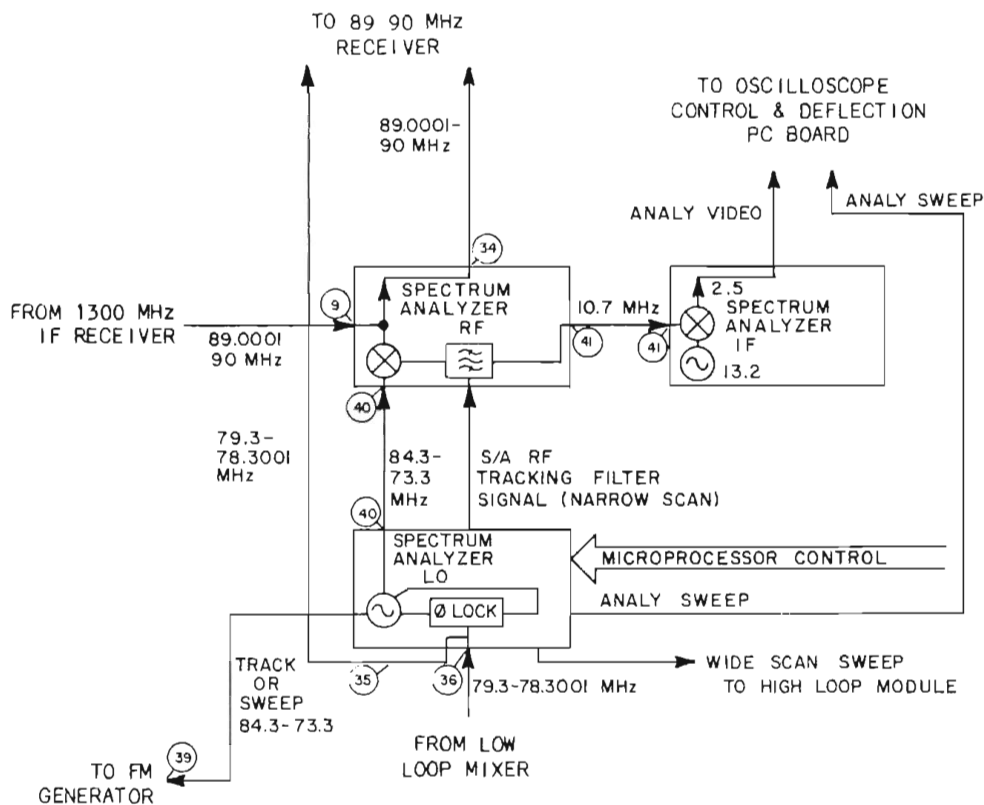 TO 89 90 MHz
RECEIVER
TO OSCILLOSCOPE
CONTROL & DEFLECTION
PC BOARD
89.0001-
90 MHz
ANALY VIDEO
ANALY SWEEP
34
9
SPECTRUM
ANALYZER
RF
FROM 1300 MHz
IF RECEIVER
89.0001
90 MHz
10.7 MHz
41
41
2.5
SPECTRUM
ANALYZER
IF
13.2
40
79.3-
78.3001
MHz
84.3-
73.3
MHz
S/A RF
TRACKING FILTER
SIGNAL (NARROW SCAN)
40
SPECTRUM
ANALYZER
LO
Ø LOCK
MICROPROCESSOR CONTROL
ANALY SWEEP
35
36
79.3-78.3001 MHz
WIDE SCAN SWEEP
TO HIGH LOOP MODULE
TRACK
OR
SWEEP
84.3-73.3
FROM LOW
LOOP MIXER
39
TO FM
GENERATOR